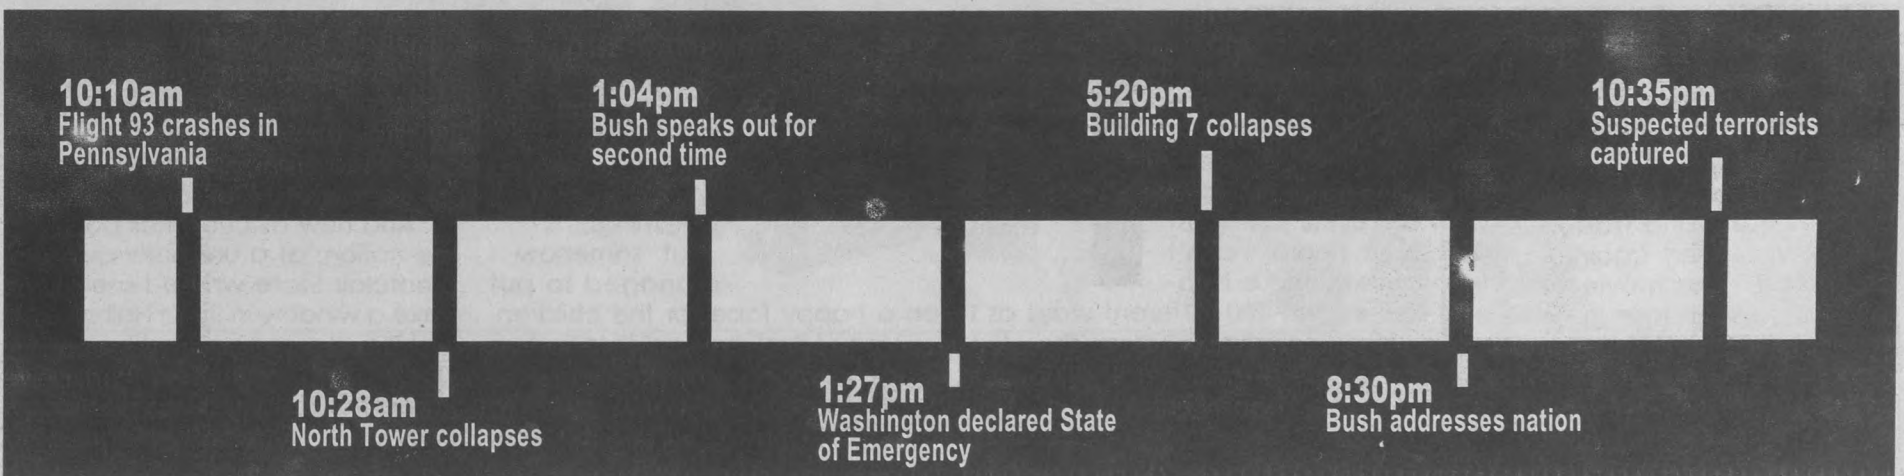 10:10am
Flight 93 crashes in
Pennsylvania
10:28am
North Tower collapses
1:04pm
Bush speaks out for
second time
1:27pm
Washington declared State
of Emergency
5:20pm
Building 7 collapses
8:30pm
Bush addresses nation
10:35pm
Suspected terrorists
captured